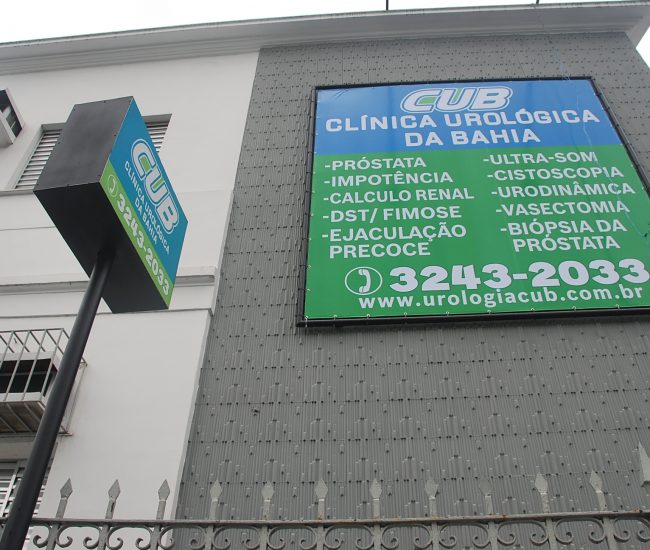 CUB
CLÍNICA UROLÓGICA
DA BAHIA
-PRÓSTATA
-IMPOTÊNCIA
-CALCULO RENAL
-DST/ FIMOSE
-EJACULAÇÃO
PRECOCE
-ULTRA-SOM
-CISTOSCOPIA
-URODINÂMICA
-VASECTOMIA
-BIÓPSIA DA
PRÓSTATA
3243-2033
www.urologiacub.com.br
CUB
CLÍNICA UROLÓGICA
DA BAHIA
3243-2033